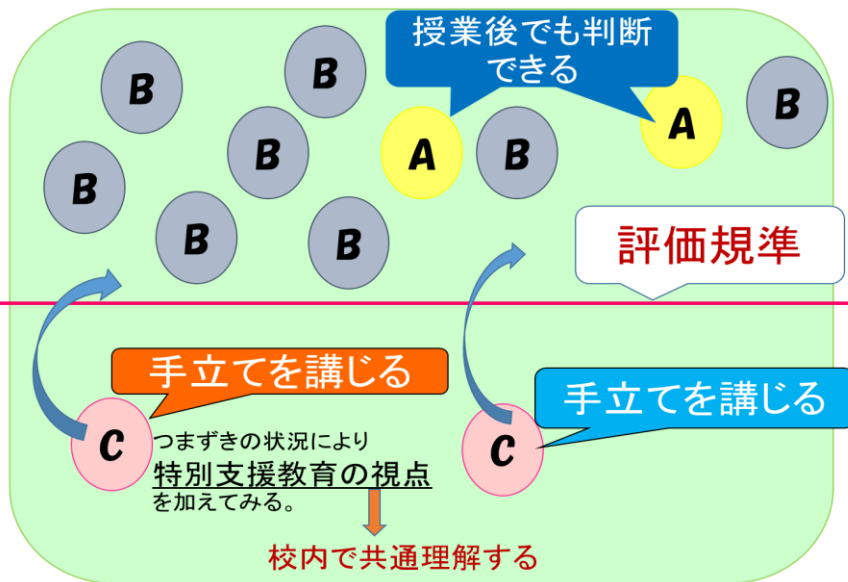 授業後でも判断
できる
B
B
B
B
A
B
A
B
B
B
評価規準
手立てを講じる
手立てを講じる
C
つまずきの状況により
特別支援教育の視点
を加えてみる。
C
校内で共通理解する